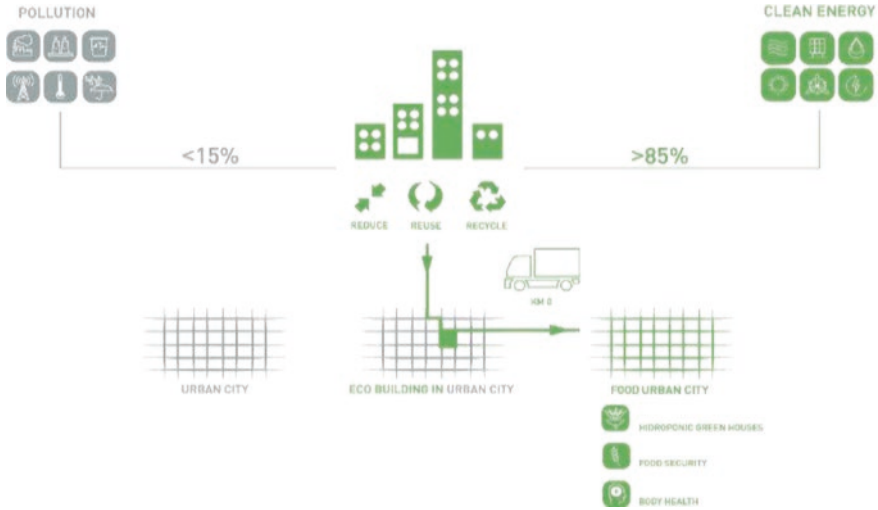 POLLUTION
CLEAN ENERGY
<15%
>85%
REDUCE
REUSE
RECYCLE
KM 0
URBAN CITY
ECO BUILDING IN URBAN CITY
FOOD URBAN CITY
HIDROPONIC GREEN HOUSES
FOOD SECURITY
BODY HEALTH